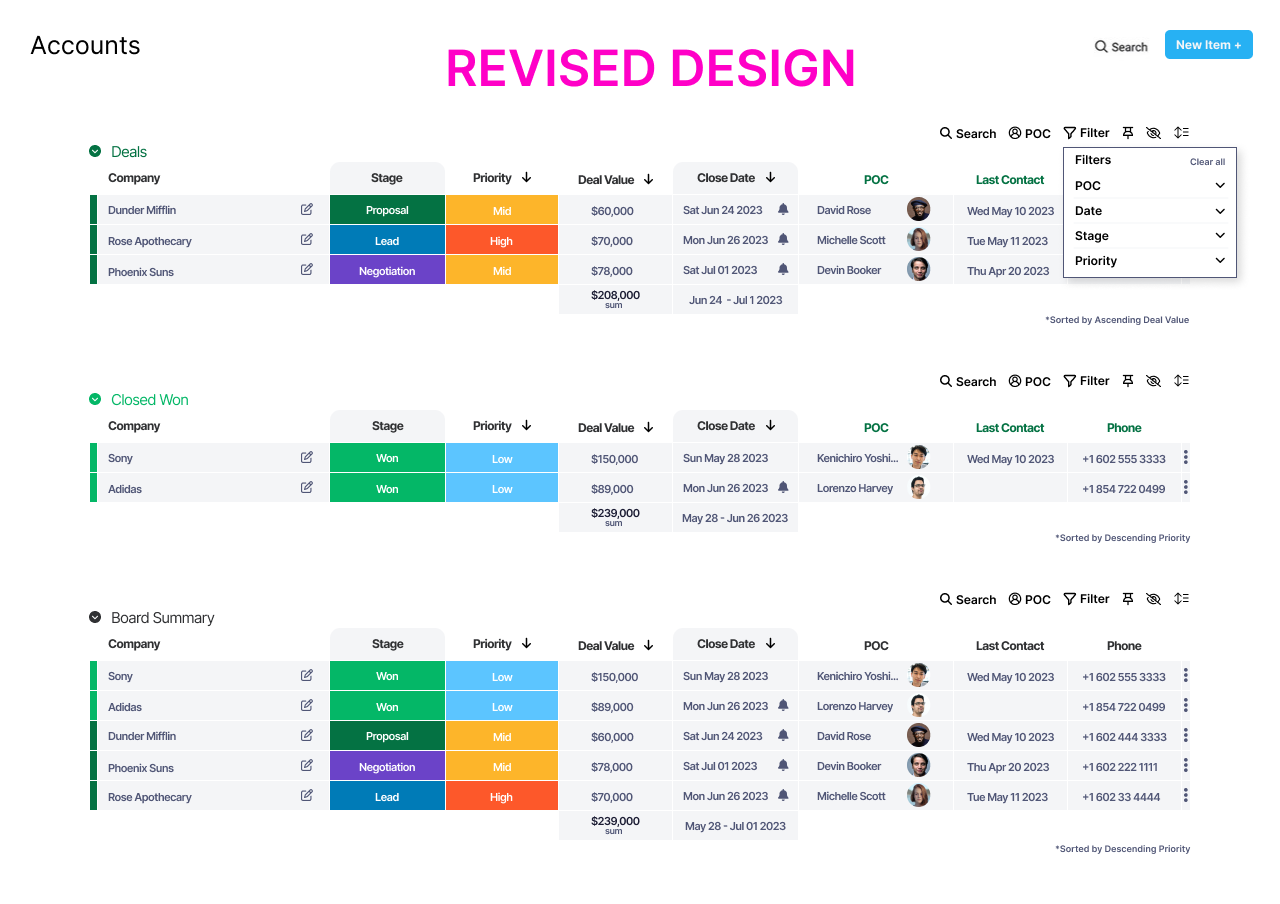 Accounts
REVISED DESIGN
Search
New Item +
Search POC Filter
Deals
Filters Clear all
POC
Date
Stage
Priority
Company Stage Priority Deal Value Close Date POC Last Contact
Dunder Mifflin Proposal Mid $60,000 Sat Jun 24 2023 David Rose Wed May 10 2023
Rose Apothecary Lead High $70,000 Mon Jun 26 2023 Michelle Scott Tue May 11 2023
Phoenix Suns Negotiation Mid $78,000 Sat Jul 01 2023 Devin Booker Thu Apr 20 2023
$208,000 Jun 24 - Jul 1 2023
sum
*Sorted by Ascending Deal Value
Search POC Filter
Closed Won
Company Stage Priority Deal Value Close Date POC Last Contact Phone
Sony Won Low $150,000 Sun May 28 2023 Kenichiro Yoshi... Wed May 10 2023 +1 602 555 3333
Adidas Won Low $89,000 Mon Jun 26 2023 Lorenzo Harvey +1 854 722 0499
$239,000 May 28 - Jun 26 2023
sum
*Sorted by Descending Priority
Search POC Filter
Board Summary
Company Stage Priority Deal Value Close Date POC Last Contact Phone
Sony Won Low $150,000 Sun May 28 2023 Kenichiro Yoshi... Wed May 10 2023 +1 602 555 3333
Adidas Won Low $89,000 Mon Jun 26 2023 Lorenzo Harvey +1 854 722 0499
Dunder Mifflin Proposal Mid $60,000 Sat Jun 24 2023 David Rose Wed May 10 2023 +1 602 444 3333
Phoenix Suns Negotiation Mid $78,000 Sat Jul 01 2023 Devin Booker Thu Apr 20 2023 +1 602 222 1111
Rose Apothecary Lead High $70,000 Mon Jun 26 2023 Michelle Scott Tue May 11 2023 +1 602 33 4444
$239,000 May 28 - Jul 01 2023
sum
*Sorted by Descending Priority